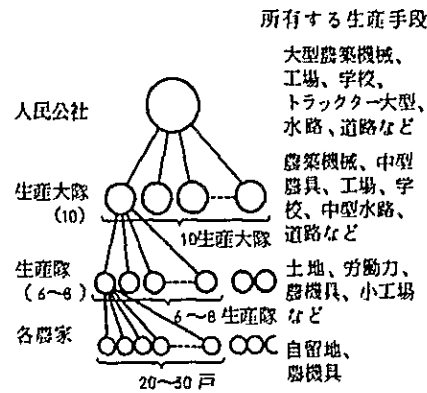 所有する生産手段
人民公社
大型農築機械、
工場、学校、
トラックター大型、
水路、道路など
生産大隊
(10)
農築機械、中型
農具、工場、学
校、中型水路、
道路など
10生産大隊
生産隊
(6～8)
土地、労働力、
農機具、小工場
など
6～8生産隊
各農家
自留地、
農機具
20～30戸